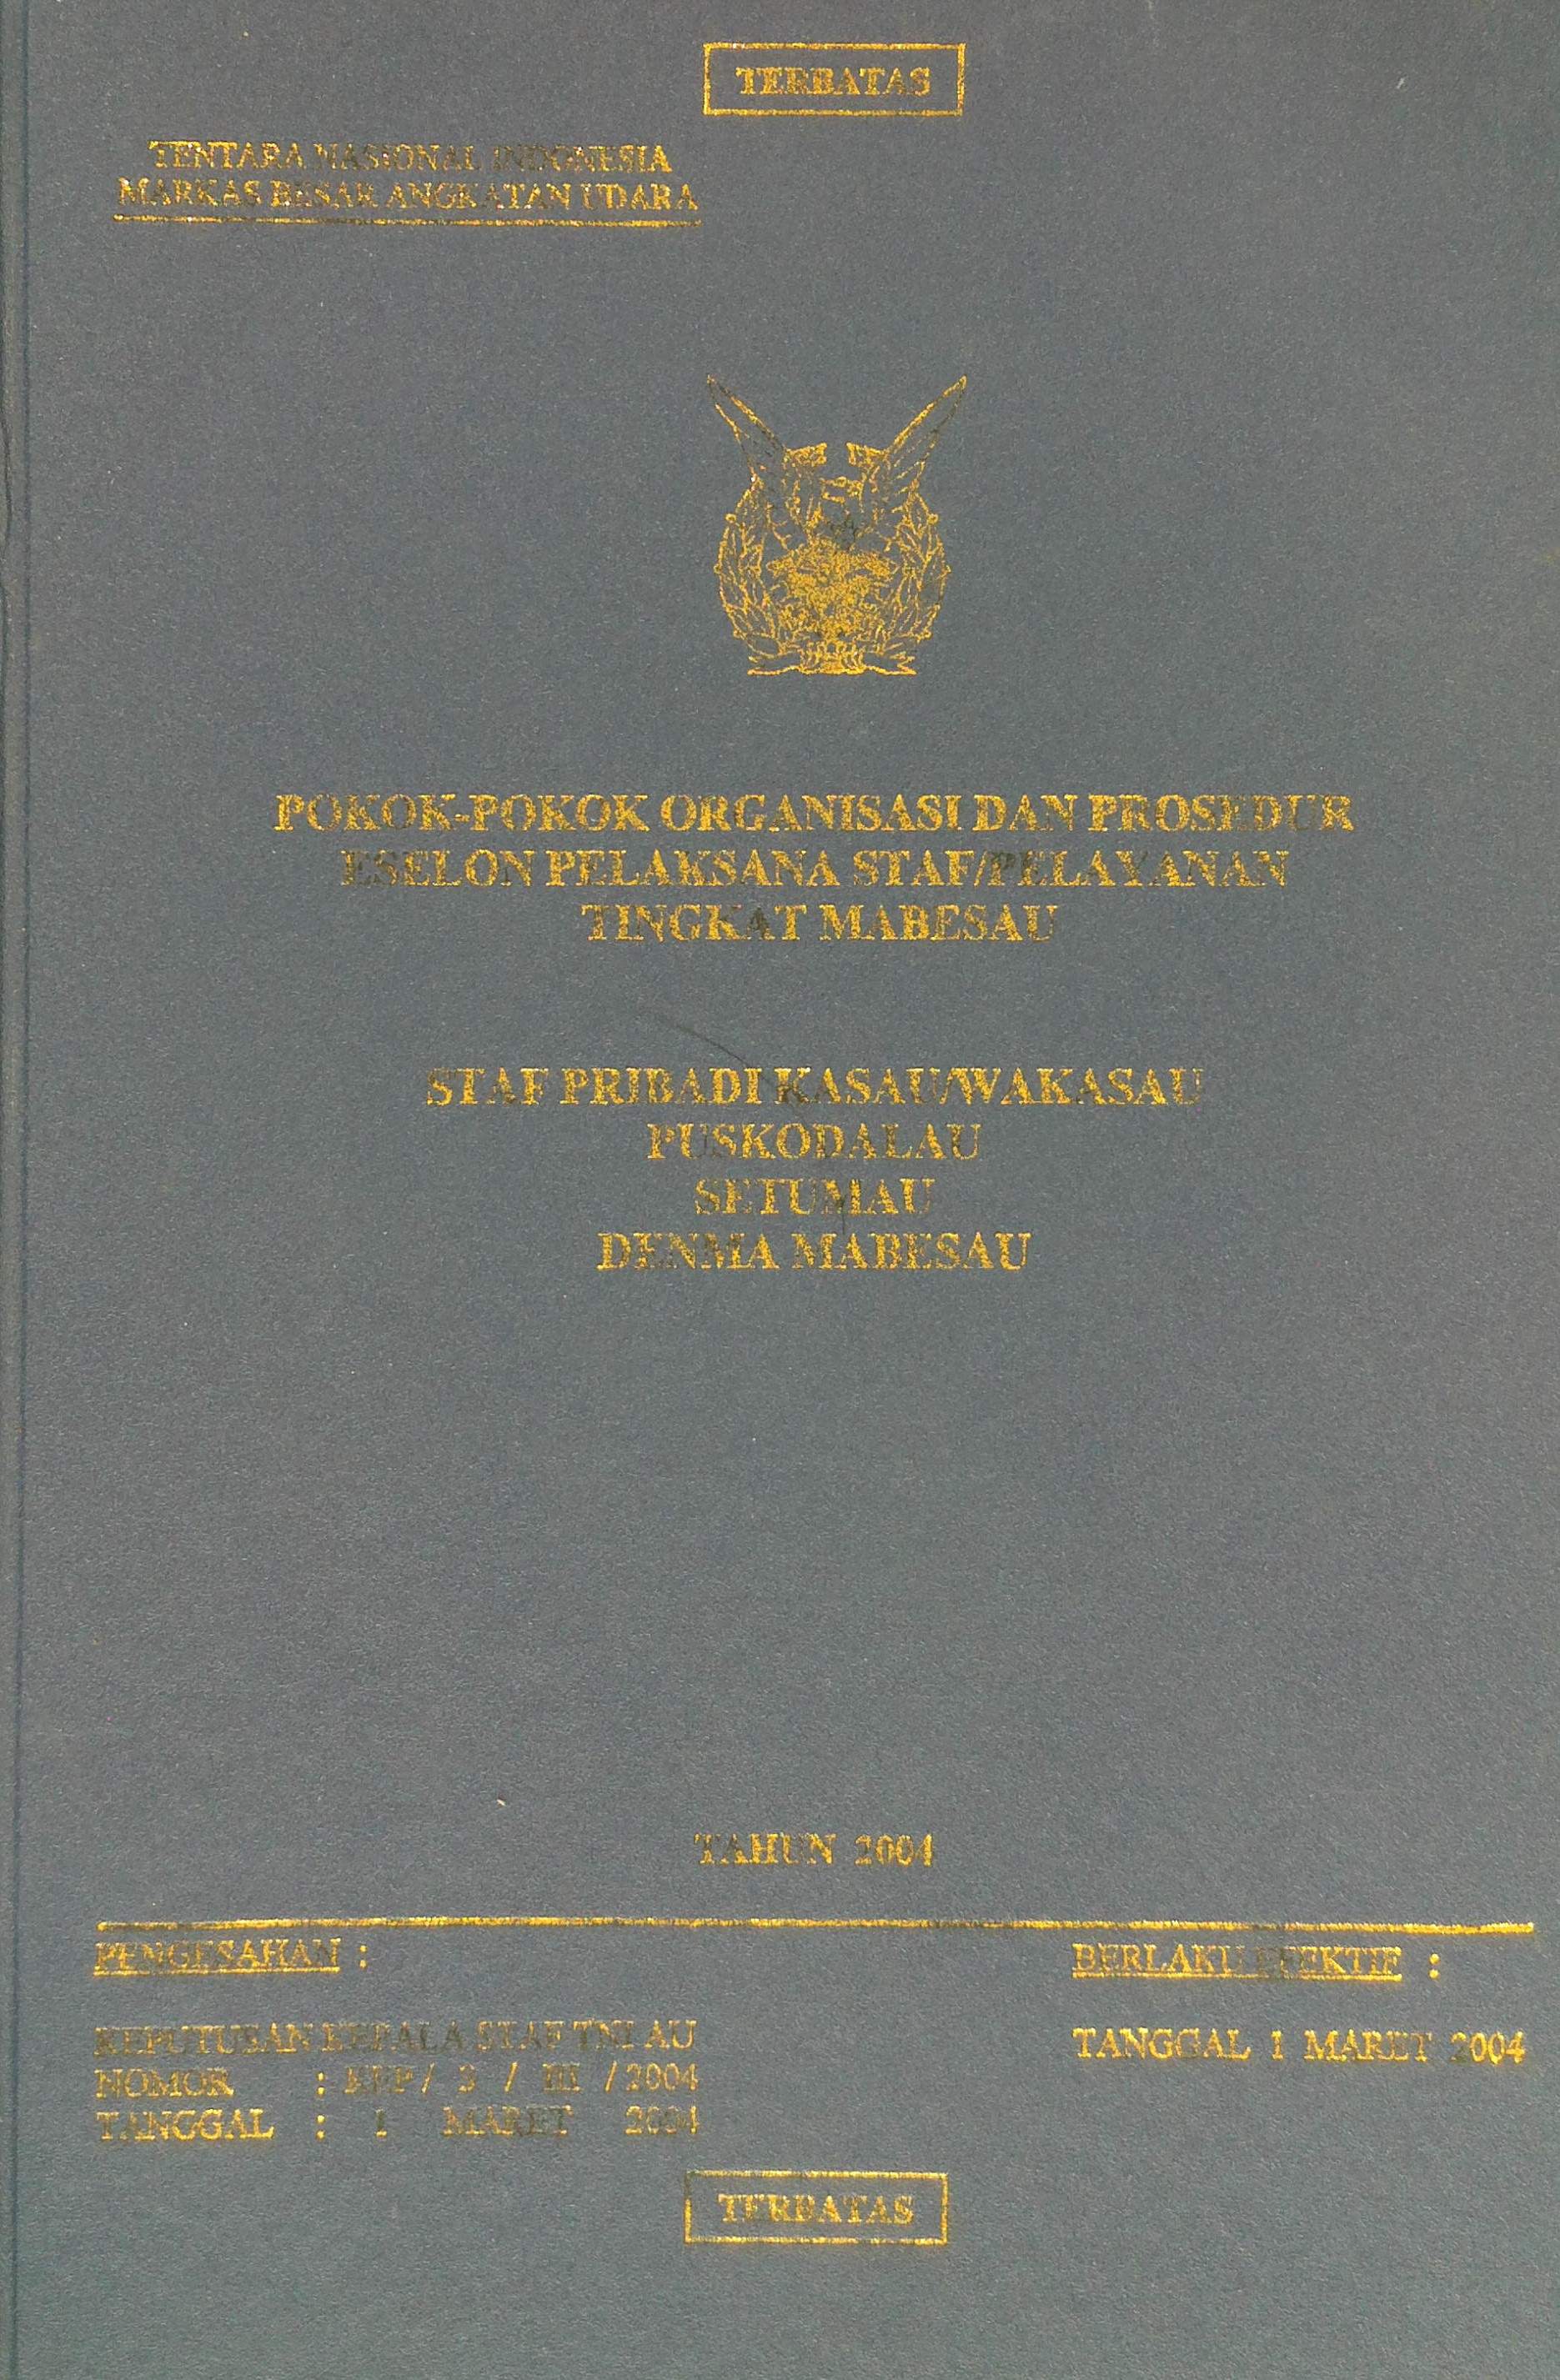 TERBATAS
TENTARA NASIONAL INDONESIA
MARKAS BESAR ANGKATAN UDARA
POKOK-POKOK ORGANISASI DAN PROSEDUR
ESELON PELAKSANA STAF/PELAYANAN
TINGKAT MABESAU
STAF PRIBADI KASAU/WAKASAU
PUSKODALAU
SETUMAU
DENMA MABESAU
TAHUN 2004
PENGESAHAN :
KEPUTUSAN KEPALA STAF TNI AU
NOMOR : KEP / 3 / III / 2004
TANGGAL : 1 MARET 2004
BERLAKU EFEKTIF :
TANGGAL 1 MARET 2004
TERBATAS